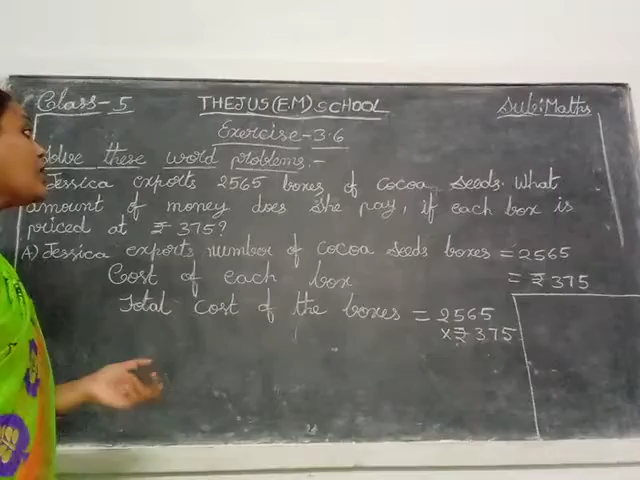 Class-5
THEJUS(E.M)SCHOOL
Sub:Maths
Exercise-3.6
Solve these word problems.-
Jessica exports 2565 boxes of cocoa seeds. What
amount of money does she pay, if each box is
priced at ₹375?
A) Jessica exports number of cocoa seeds boxes = 2565
Cost of each box = ₹375
Total cost of the boxes = 2565
×₹375